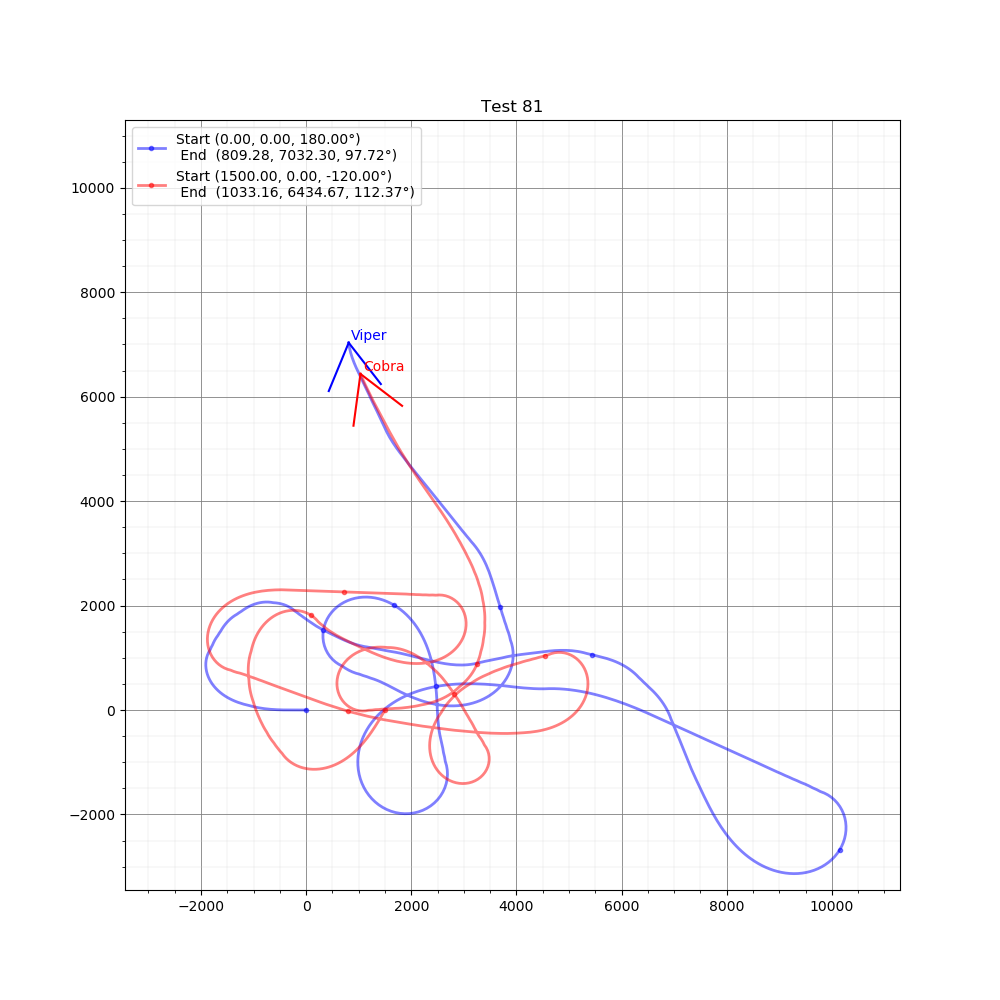 Test 81
Start (0.00, 0.00, 180.00°)
End (809.28, 7032.30, 97.72°)
Start (1500.00, 0.00, -120.00°)
End (1033.16, 6434.67, 112.37°)
10000
8000
6000
4000
2000
0
−2000
Viper
Cobra
−2000 0 2000 4000 6000 8000 10000